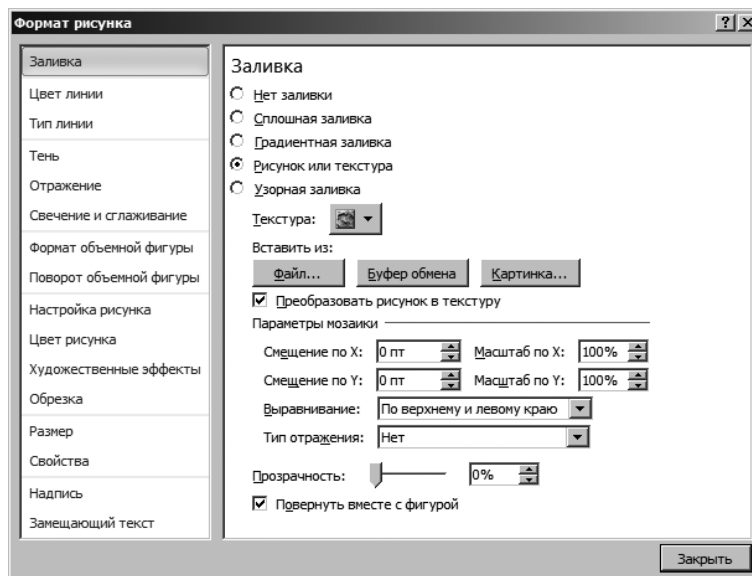 Формат рисунка
Заливка
Цвет линии
Тип линии
Тень
Отражение
Свечение и сглаживание
Формат объемной фигуры
Поворот объемной фигуры
Настройка рисунка
Цвет рисунка
Художественные эффекты
Обрезка
Размер
Свойства
Надпись
Замещающий текст
Заливка
Нет заливки
Сплошная заливка
Градиентная заливка
Рисунок или текстура
Узорная заливка
Текстура:
Вставить из:
Файл... Буфер обмена Картинка...
Преобразовать рисунок в текстуру
Параметры мозаики
Смещение по X: 0 пт Масштаб по X: 100%
Смещение по Y: 0 пт Масштаб по Y: 100%
Выравнивание: По верхнему и левому краю
Тип отражения: Нет
Прозрачность: 0%
Повернуть вместе с фигурой
Закрыть